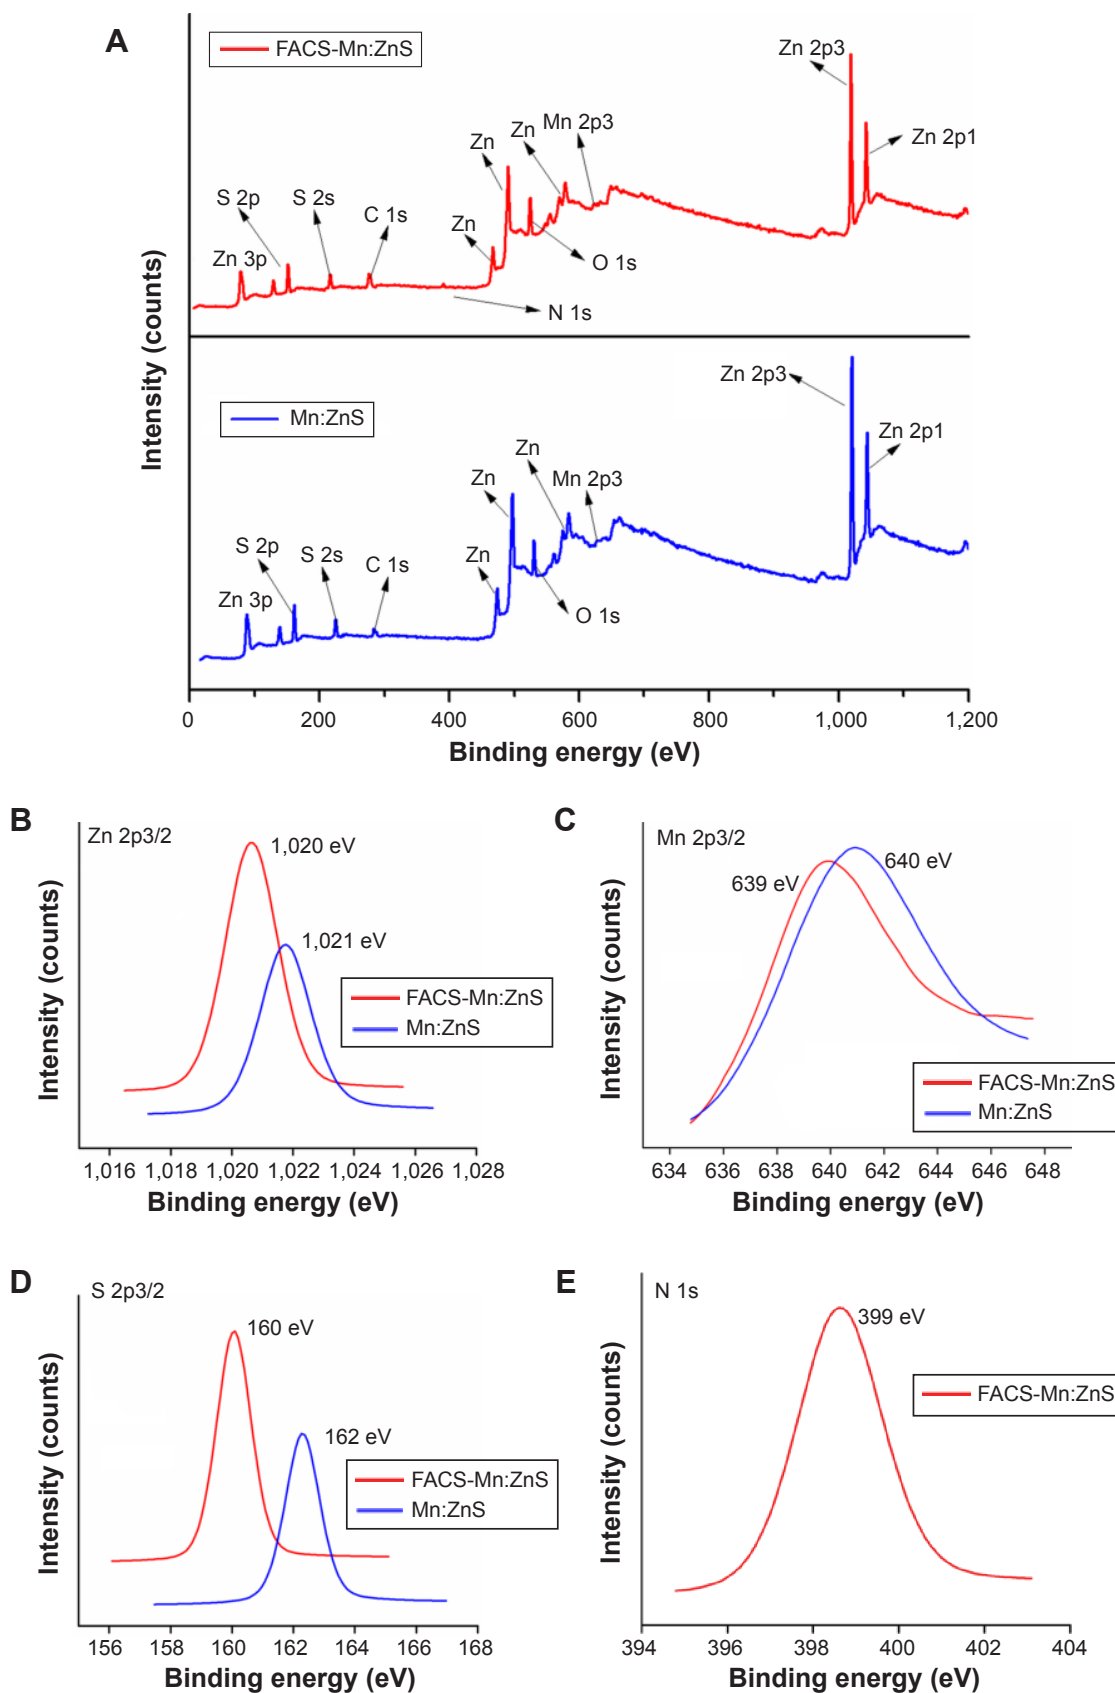 A
FACS-Mn:ZnS
Zn 2p3
Zn 2p1
Mn 2p3
Zn
Zn
S 2p
S 2s
C 1s
Zn
Zn 3p
O 1s
N 1s
Intensity (counts)
Mn:ZnS
Zn 2p3
Zn 2p1
Zn
Zn
Mn 2p3
S 2p
S 2s
C 1s
Zn
Zn 3p
O 1s
0 200 400 600 800 1,000 1,200
Binding energy (eV)
B
Zn 2p3/2
1,020 eV
1,021 eV
FACS-Mn:ZnS
Mn:ZnS
Intensity (counts)
1,016 1,018 1,020 1,022 1,024 1,026 1,028
Binding energy (eV)
C
Mn 2p3/2
640 eV
639 eV
FACS-Mn:ZnS
Mn:ZnS
Intensity (counts)
634 636 638 640 642 644 646 648
Binding energy (eV)
D
S 2p3/2
160 eV
162 eV
FACS-Mn:ZnS
Mn:ZnS
Intensity (counts)
156 158 160 162 164 166 168
Binding energy (eV)
E
N 1s
399 eV
FACS-Mn:ZnS
Intensity (counts)
394 396 398 400 402 404
Binding energy (eV)